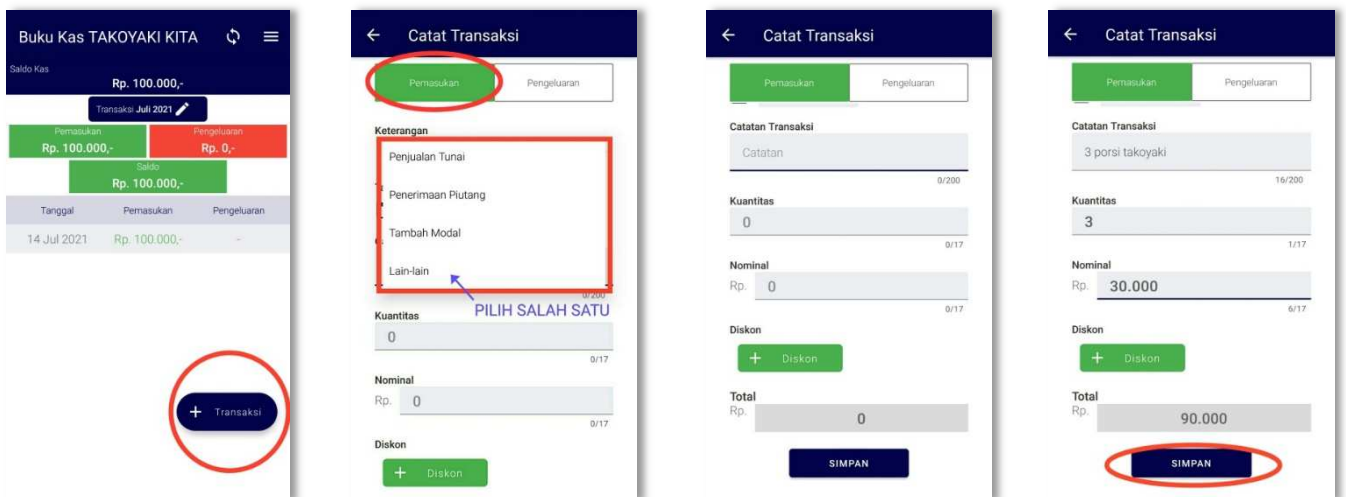 Buku Kas TAKOYAKI KITA
Saldo Kas
Rp. 100.000,-
Transaksi Juli 2021
Pemasukan Pengeluaran
Rp. 100.000,- Rp. 0,-
Saldo
Rp. 100.000,-
Tanggal Pemasukan Pengeluaran
14 Jul 2021 Rp. 100.000,- -
+ Transaksi
Catat Transaksi
Pemasukan Pengeluaran
Keterangan
Penjualan Tunai
Penerimaan Piutang
Tambah Modal
Lain-lain
0/200
PILIH SALAH SATU
Kuantitas
0
0/17
Nominal
Rp. 0
0/17
Diskon
+ Diskon
Catat Transaksi
Pemasukan Pengeluaran
Catatan Transaksi
Catatan
0/200
Kuantitas
0
0/17
Nominal
Rp. 0
0/17
Diskon
+ Diskon
Total
Rp. 0
SIMPAN
Catat Transaksi
Pemasukan Pengeluaran
Catatan Transaksi
3 porsi takoyaki
16/200
Kuantitas
3
1/17
Nominal
Rp. 30.000
6/17
Diskon
+ Diskon
Total
Rp. 90.000
SIMPAN